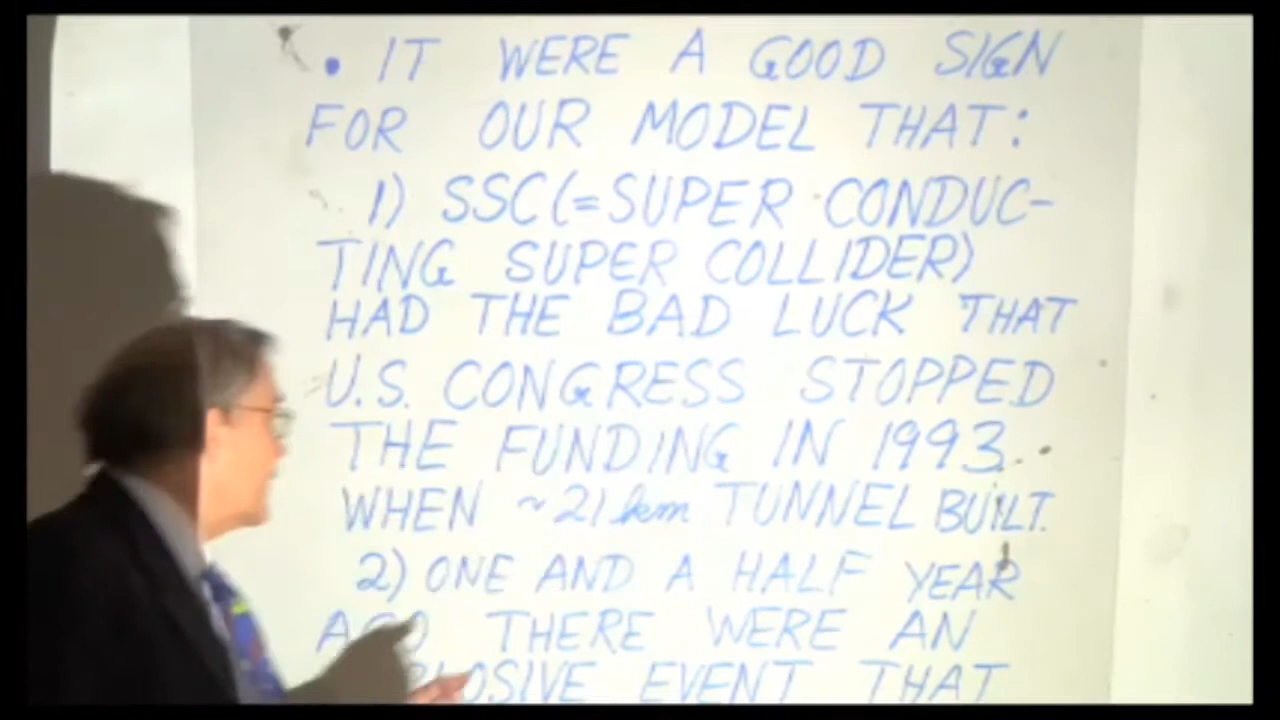 • IT WERE A GOOD SIGN
FOR OUR MODEL THAT:
1) SSC(=SUPER CONDUC-
TING SUPER COLLIDER)
HAD THE BAD LUCK THAT
U.S. CONGRESS STOPPED
THE FUNDING IN 1993
WHEN ~21 km TUNNEL BUILT.
2) ONE AND A HALF YEAR
AGO THERE WERE AN
EVENT THAT